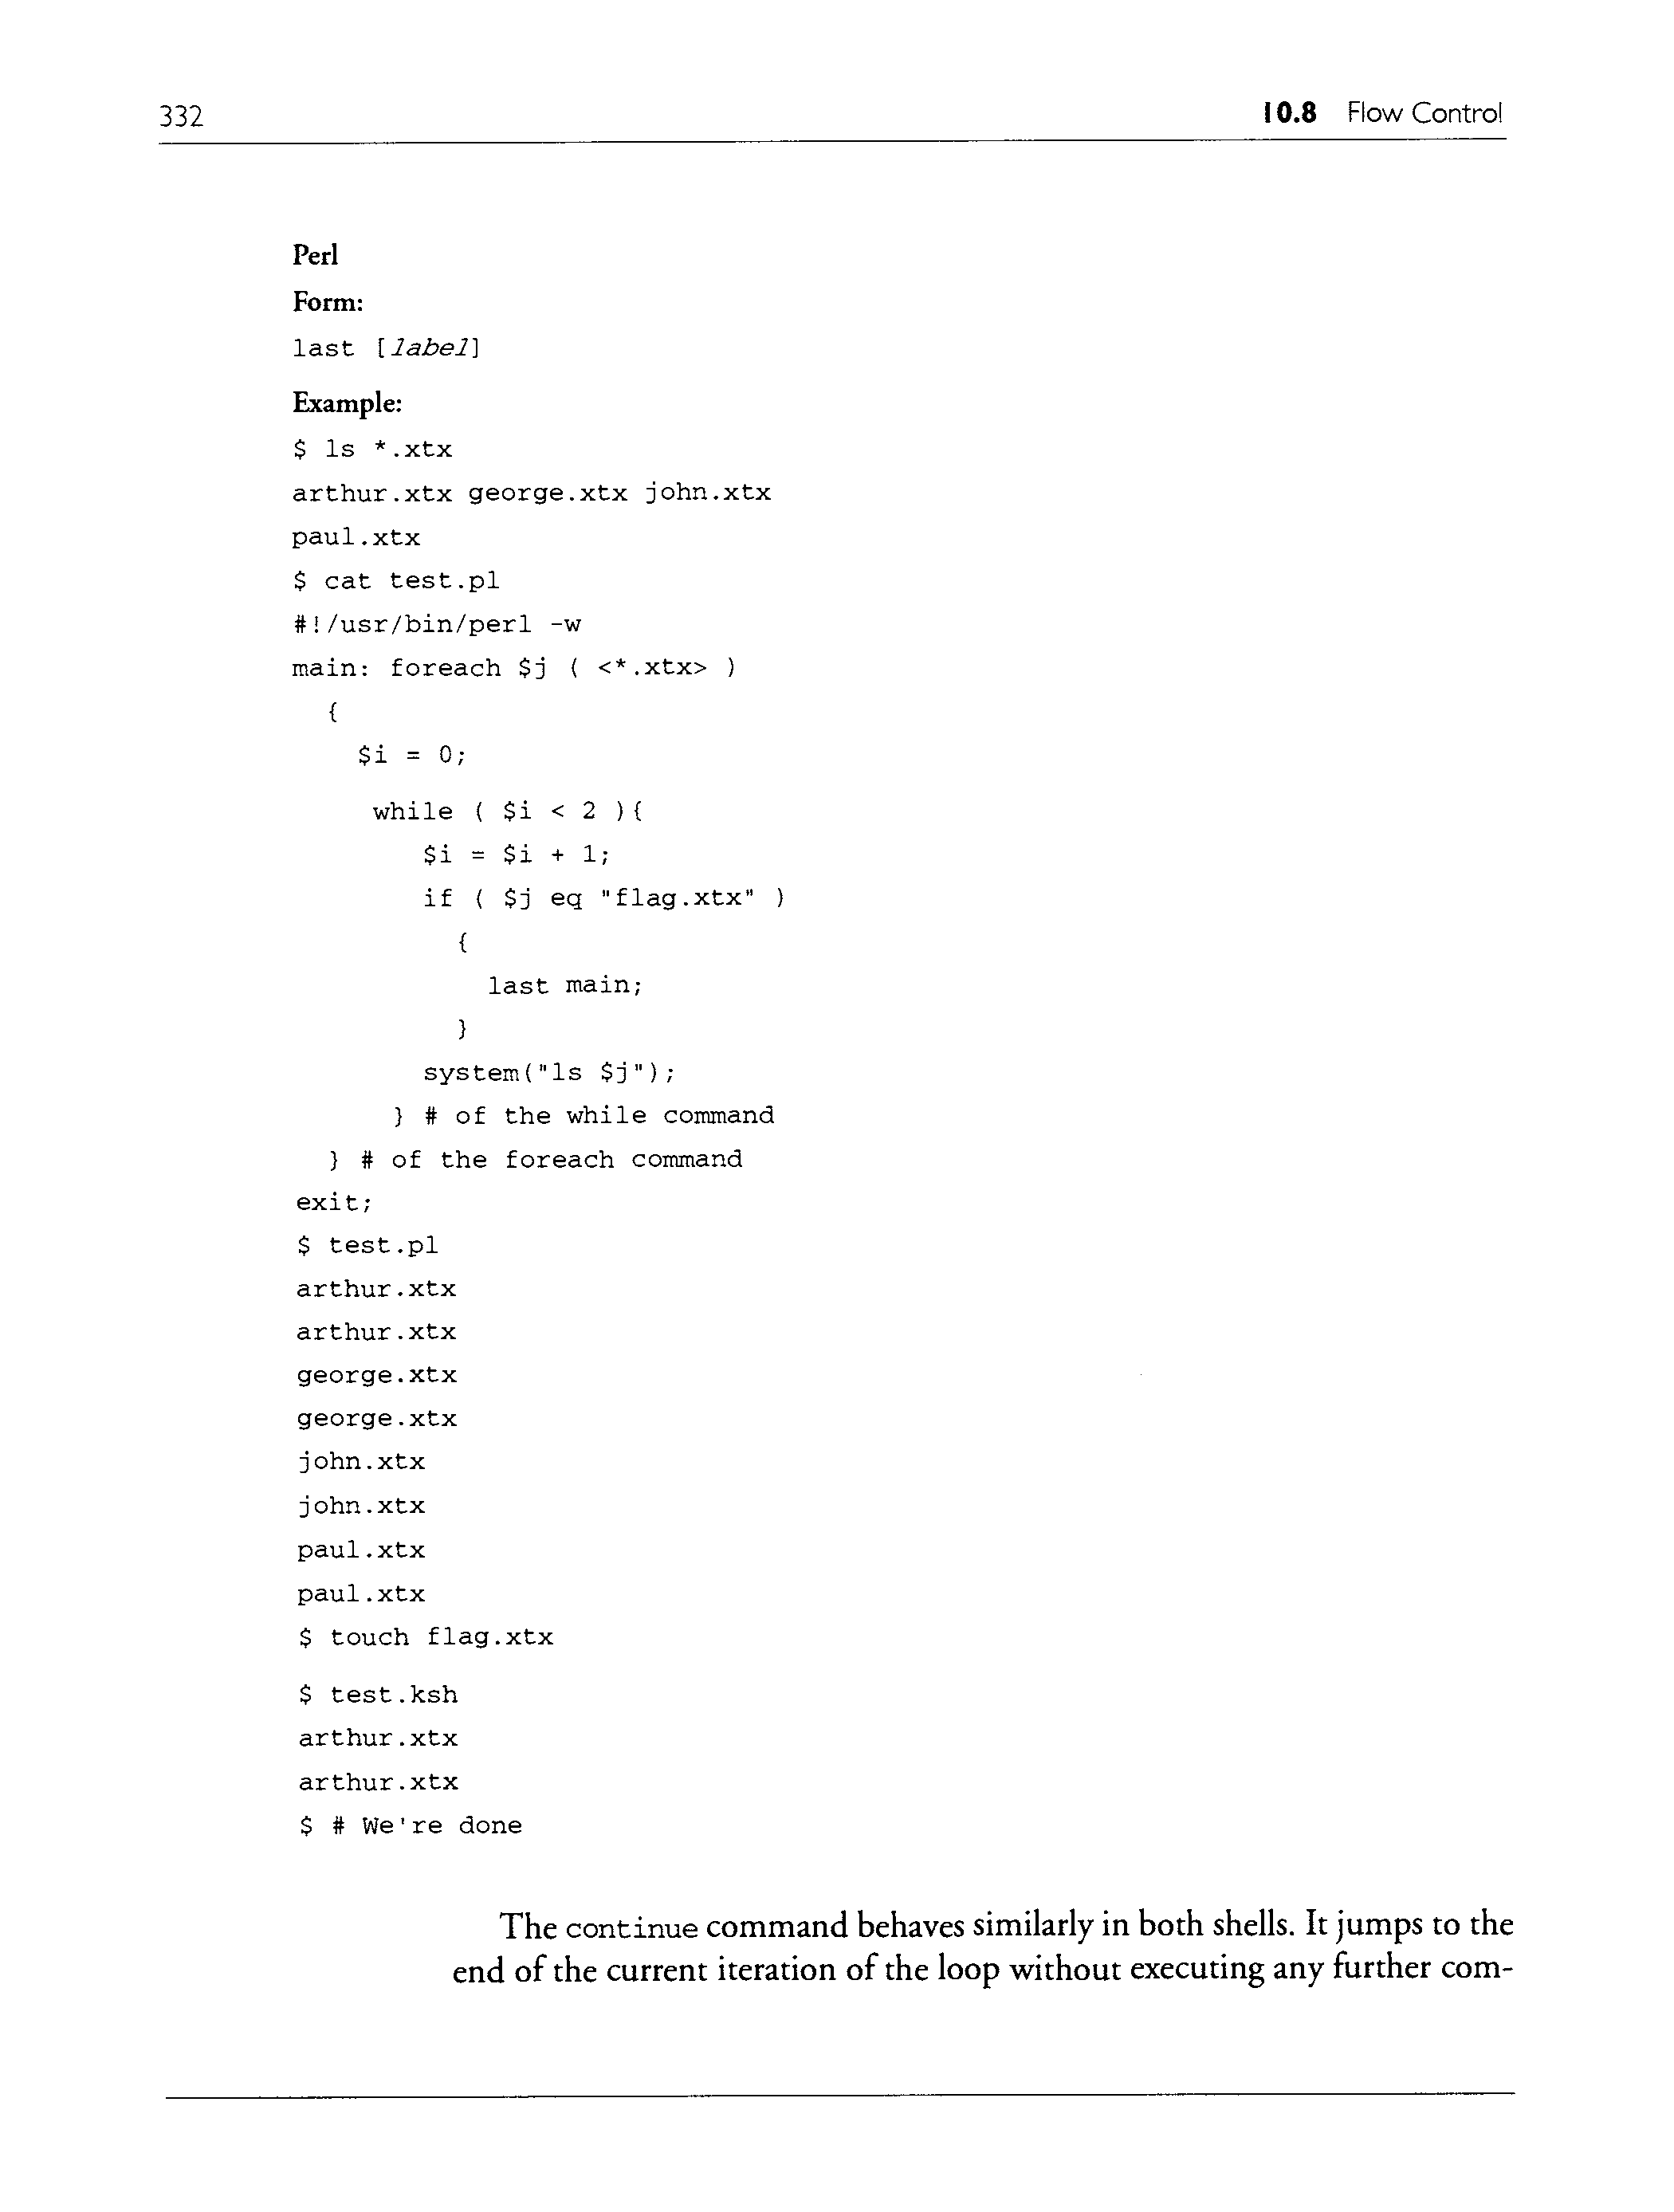 332 10.8 Flow Control
Perl
Form:
last [label]
Example:
$ ls *.xtx
arthur.xtx george.xtx john.xtx
paul.xtx
$ cat test.pl
#!/usr/bin/perl -w
main: foreach $j ( <*.xtx> )
{
$i = 0;
while ( $i < 2 ){
$i = $i + 1;
if ( $j eq "flag.xtx" )
{
last main;
}
system("ls $j");
} # of the while command
} # of the foreach command
exit;
$ test.pl
arthur.xtx
arthur.xtx
george.xtx
george.xtx
john.xtx
john.xtx
paul.xtx
paul.xtx
$ touch flag.xtx
$ test.ksh
arthur.xtx
arthur.xtx
$ # We're done
The continue command behaves similarly in both shells. It jumps to the
end of the current iteration of the loop without executing any further com-